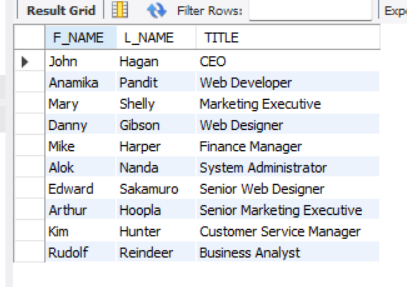 Result Grid Filter Rows: Expo
F_NAME L_NAME TITLE
John Hagan CEO
Anamika Pandit Web Developer
Mary Shelly Marketing Executive
Danny Gibson Web Designer
Mike Harper Finance Manager
Alok Nanda System Administrator
Edward Sakamuro Senior Web Designer
Arthur Hoopla Senior Marketing Executive
Kim Hunter Customer Service Manager
Rudolf Reindeer Business Analyst